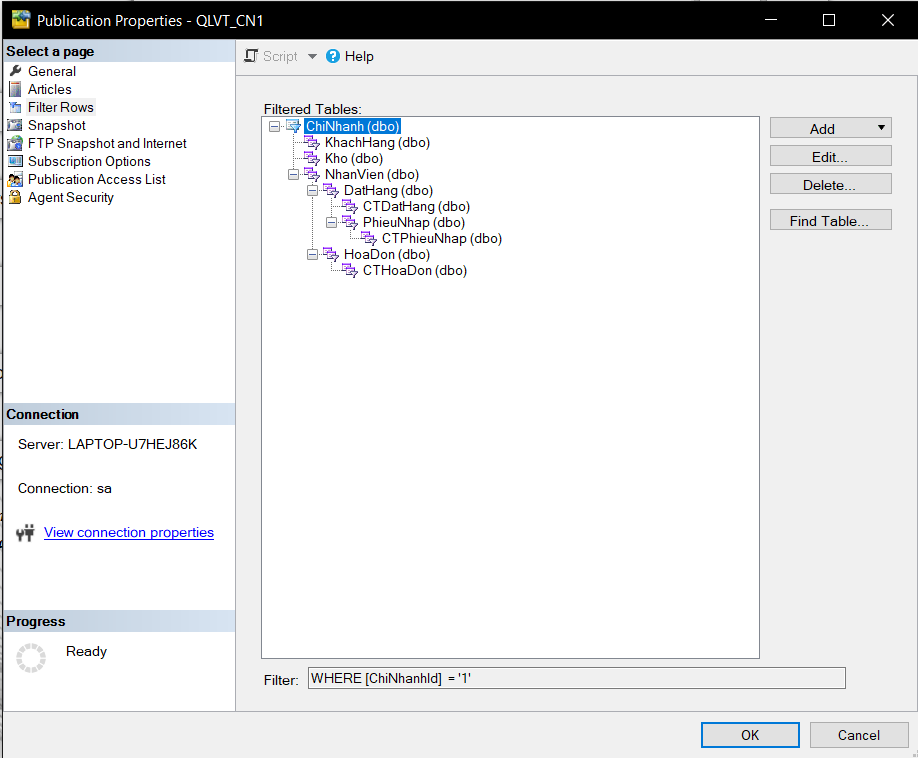 Publication Properties - QLVT_CN1
Select a page
General
Articles
Filter Rows
Snapshot
FTP Snapshot and Internet
Subscription Options
Publication Access List
Agent Security
Connection
Server: LAPTOP-U7HEJ86K
Connection: sa
View connection properties
Progress
Ready
Script
Help
Filtered Tables:
ChiNhanh (dbo)
KhachHang (dbo)
Kho (dbo)
NhanVien (dbo)
DatHang (dbo)
CTDatHang (dbo)
PhieuNhap (dbo)
CTPhieuNhap (dbo)
HoaDon (dbo)
CTHoaDon (dbo)
Add
Edit...
Delete...
Find Table...
Filter: WHERE [ChiNhanhId] = '1'
OK Cancel